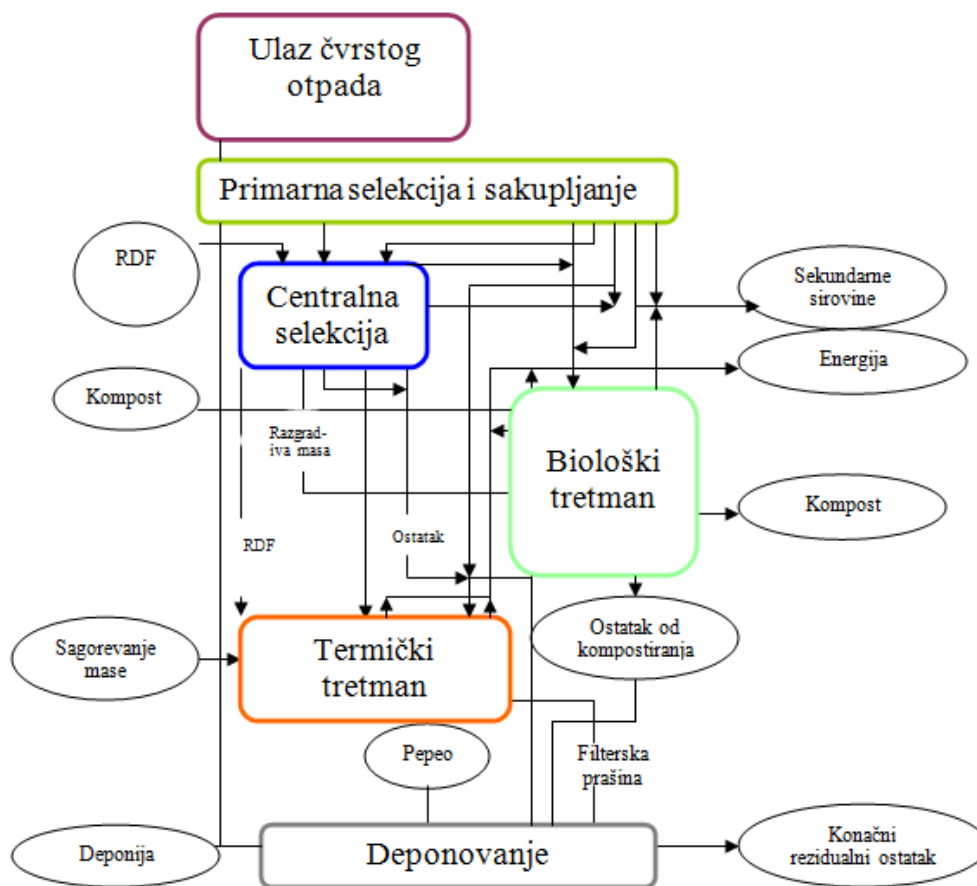 Ulaz čvrstog
otpada
Primarna selekcija i sakupljanje
RDF
Centralna
selekcija
Sekundarne
sirovine
Energija
Kompost
Razgrad-
iva masa
Biološki
tretman
Kompost
RDF
Ostatak
Sagorevanje
mase
Termički
tretman
Ostatak od
kompostiranja
Pepeo
Filterska
prašina
Deponija
Deponovanje
Konačni
rezidualni ostatak